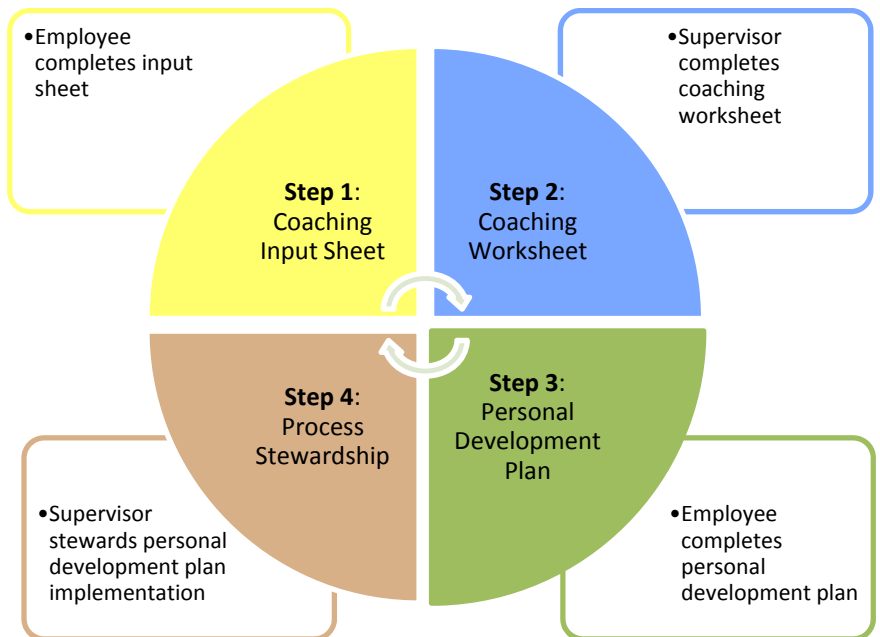 •Employee
completes input
sheet
•Supervisor
completes
coaching
worksheet
Step 1:
Coaching
Input Sheet
Step 2:
Coaching
Worksheet
Step 4:
Process
Stewardship
Step 3:
Personal
Development
Plan
•Supervisor
stewards personal
development plan
implementation
•Employee
completes
personal
development plan